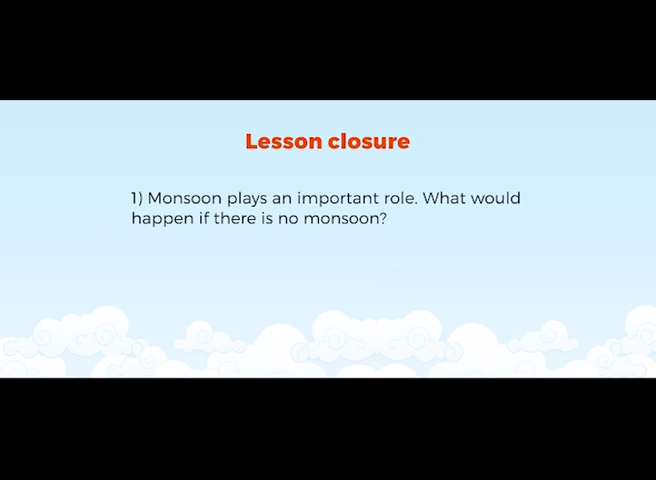 Lesson closure
1) Monsoon plays an important role. What would
happen if there is no monsoon?